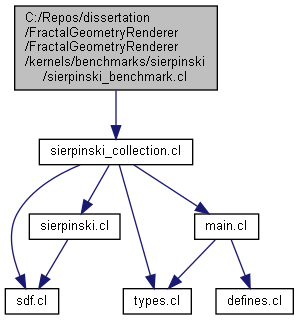 C:/Repos/dissertation
/FractalGeometryRenderer
/FractalGeometryRenderer
/kernels/benchmarks/sierpinski
/sierpinski_benchmark.cl
sierpinski_collection.cl
sierpinski.cl
main.cl
sdf.cl
types.cl
defines.cl